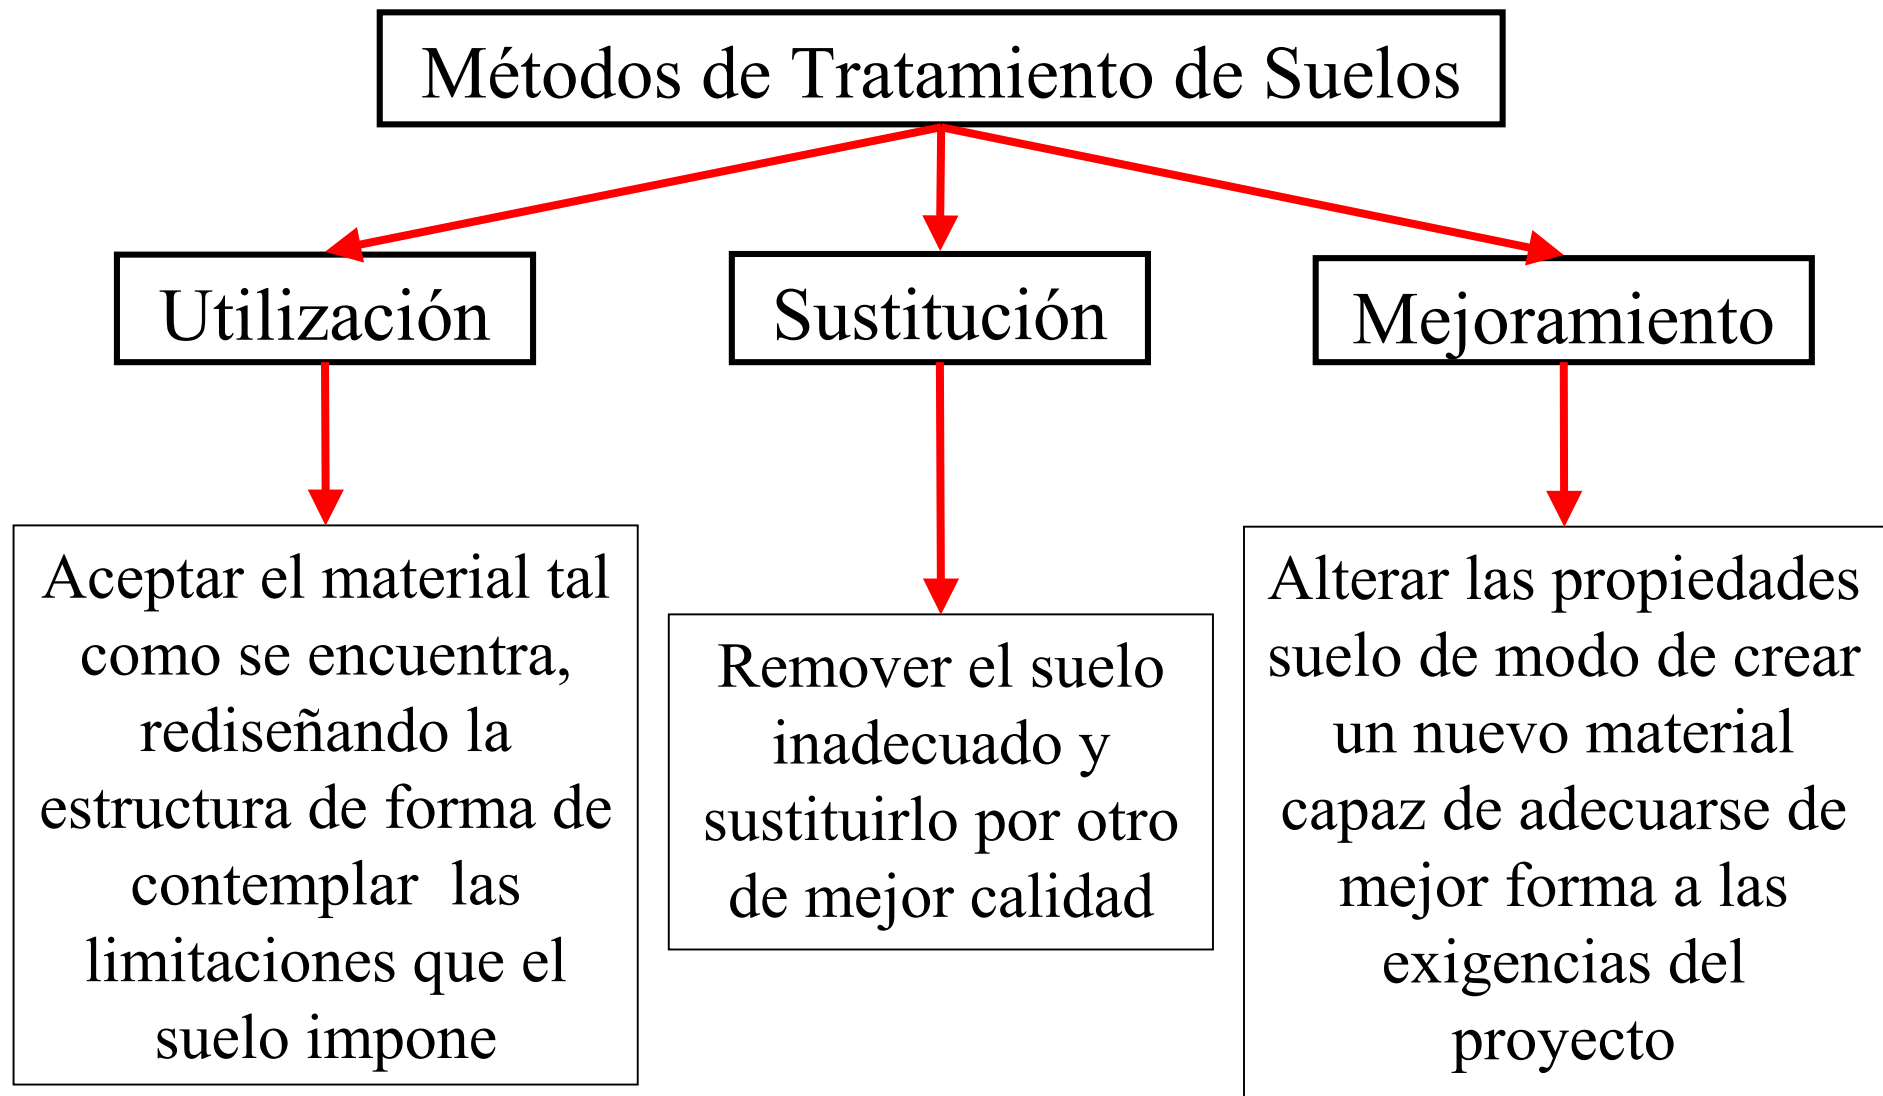 Métodos de Tratamiento de Suelos
Utilización
Sustitución
Mejoramiento
Aceptar el material tal
como se encuentra,
rediseñando la
estructura de forma de
contemplar las
limitaciones que el
suelo impone
Remover el suelo
inadecuado y
sustituirlo por otro
de mejor calidad
Alterar las propiedades
suelo de modo de crear
un nuevo material
capaz de adecuarse de
mejor forma a las
exigencias del
proyecto